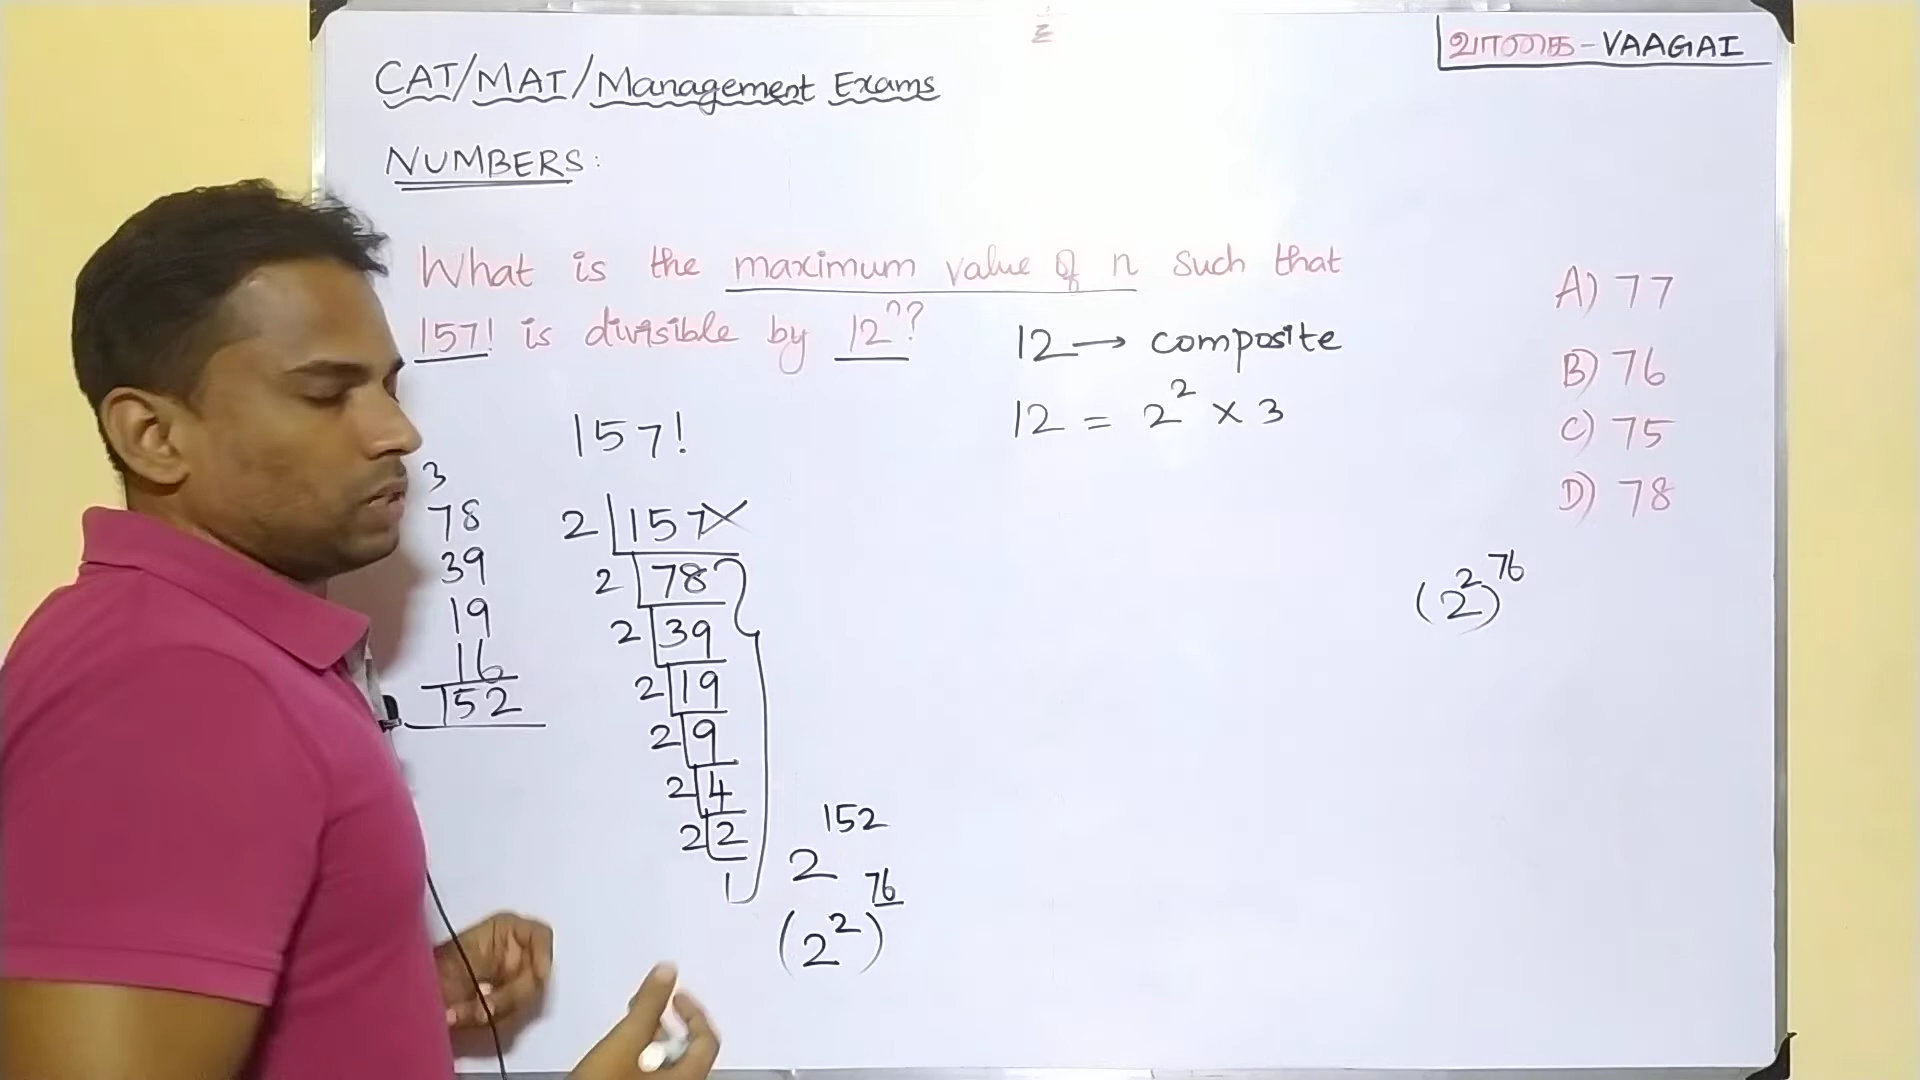 வாகை - VAAGAI
CAT/MAT/Management Exams
NUMBERS:
What is the maximum value of n such that
157! is divisible by 12ⁿ??
A) 77
B) 76
C) 75
D) 78
12 → composite
12 = 2² × 3
157!
3
78
39
19
16
152
2 157 ×
2 78
2 39
2 19
2 9
2 4
2 2
1
2¹⁵²
(2²)⁷⁶
(2²)⁷⁶